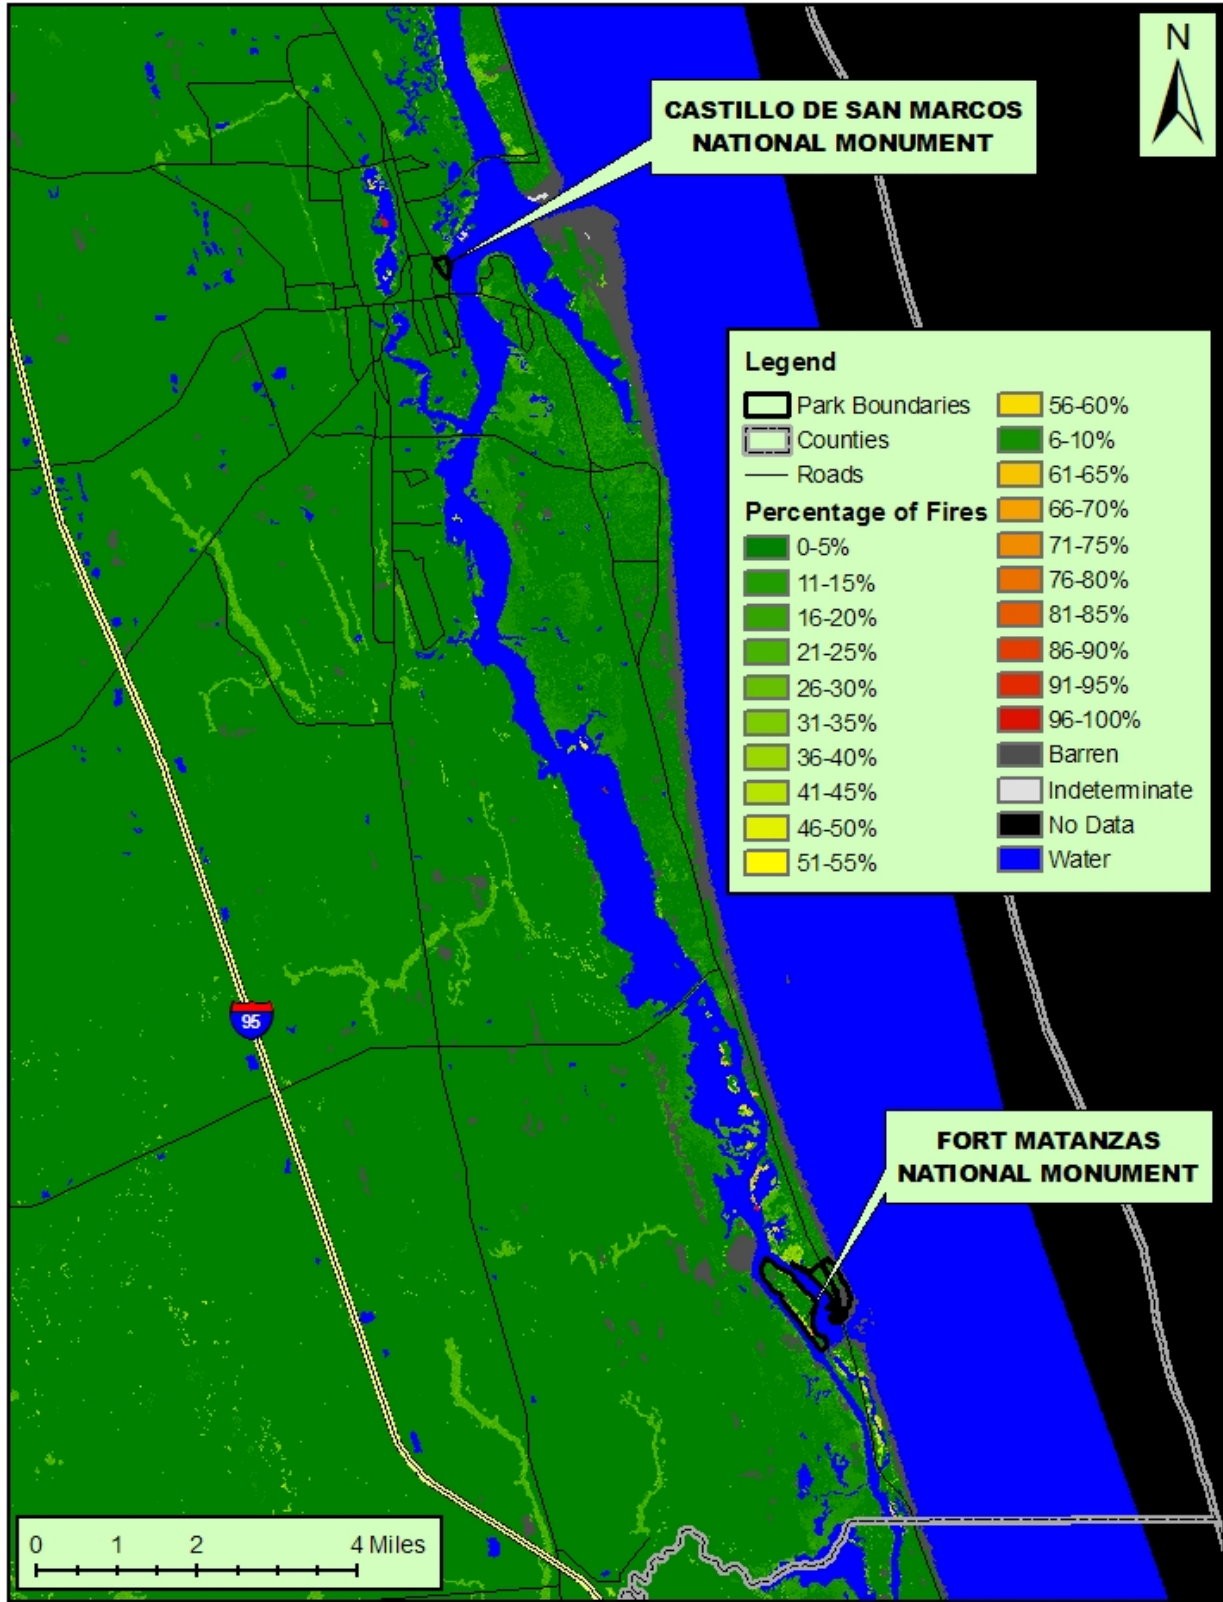 N
CASTILLO DE SAN MARCOS
NATIONAL MONUMENT
Legend
Park Boundaries
Counties
Roads
Percentage of Fires
0-5%
11-15%
16-20%
21-25%
26-30%
31-35%
36-40%
41-45%
46-50%
51-55%
56-60%
6-10%
61-65%
66-70%
71-75%
76-80%
81-85%
86-90%
91-95%
96-100%
Barren
Indeterminate
No Data
Water
95
FORT MATANZAS
NATIONAL MONUMENT
0 1 2 4 Miles